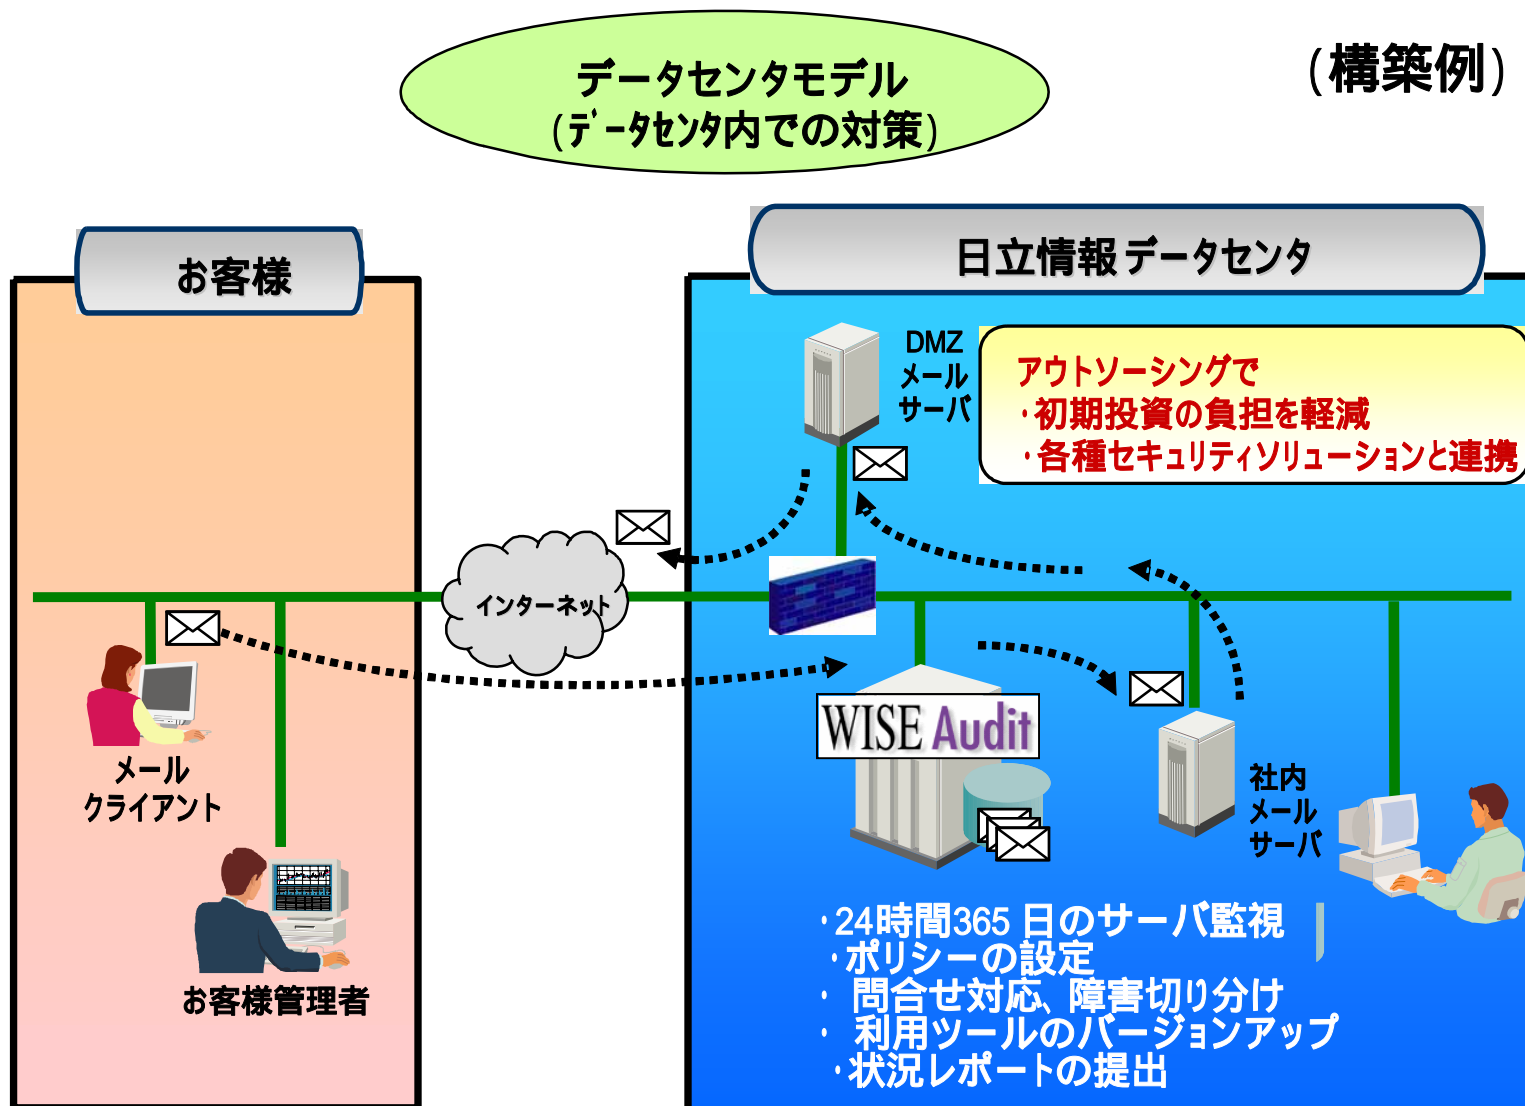 データセンタモデル
(データセンタ内での対策)
(構築例)
お客様
日立情報データセンタ
DMZ
メール
サーバ
アウトソーシングで
・初期投資の負担を軽減
・各種セキュリティソリューションと連携
インターネット
WISE Audit
メール
クライアント
社内
メール
サーバ
お客様管理者
・24時間365日のサーバ監視
・ポリシーの設定
・問合せ対応、障害切り分け
・利用ツールのバージョンアップ
・状況レポートの提出